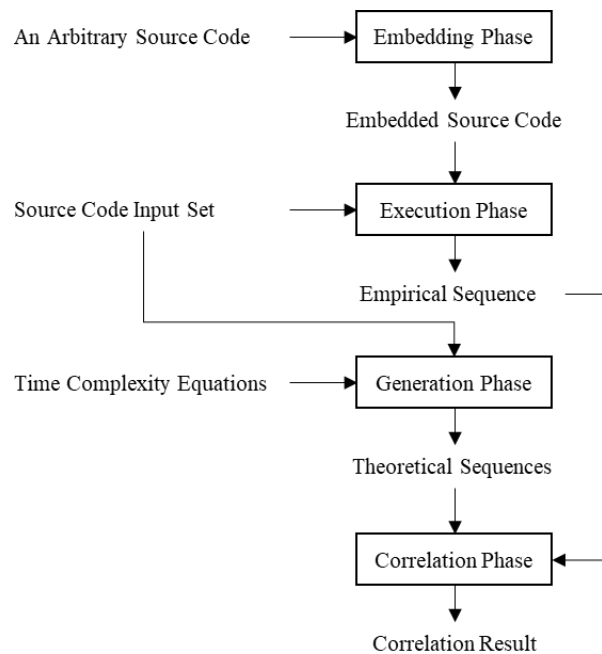 An Arbitrary Source Code
Embedding Phase
Embedded Source Code
Source Code Input Set
Execution Phase
Empirical Sequence
Time Complexity Equations
Generation Phase
Theoretical Sequences
Correlation Phase
Correlation Result